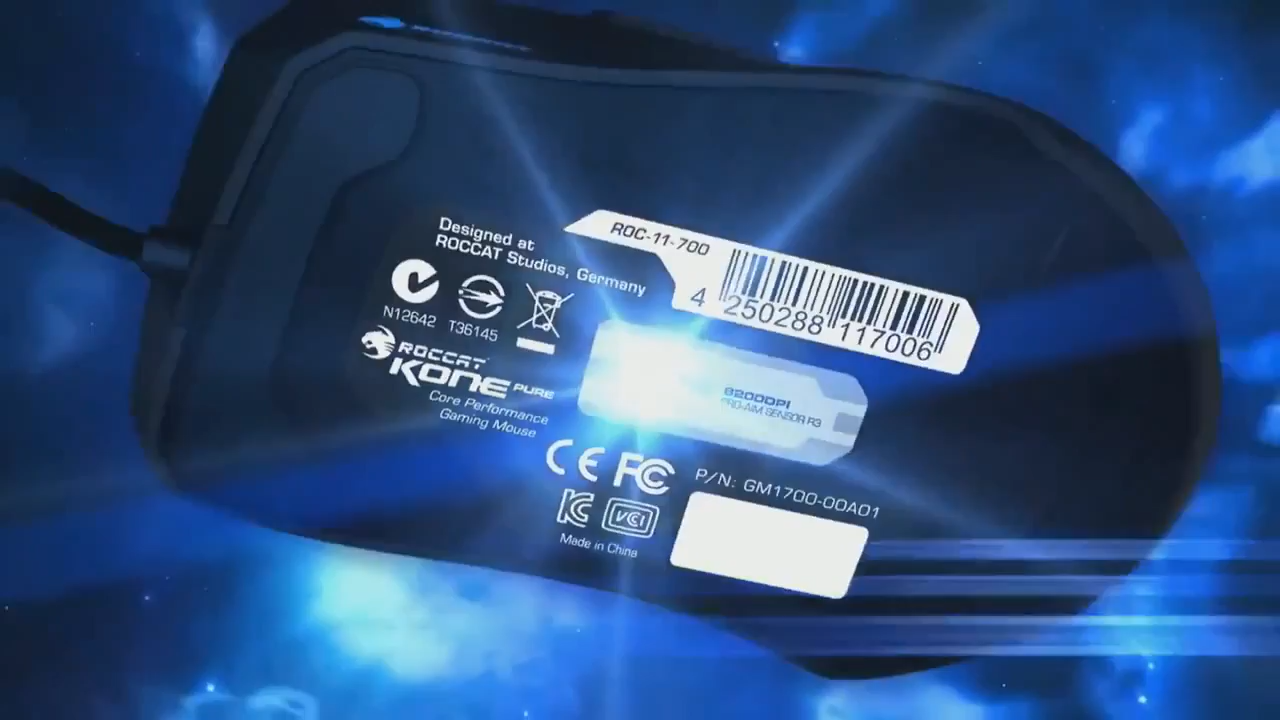 Designed at
ROCCAT Studios, Germany
N12642 T36145
ROCCAT
KONE PURE
Core Performance
Gaming Mouse
ROC-11-700
4 250288 117006
8200DPI
PRO-AIM SENSOR R3
CE FC
KC VCCI
Made in China
P/N: GM1700-00A01